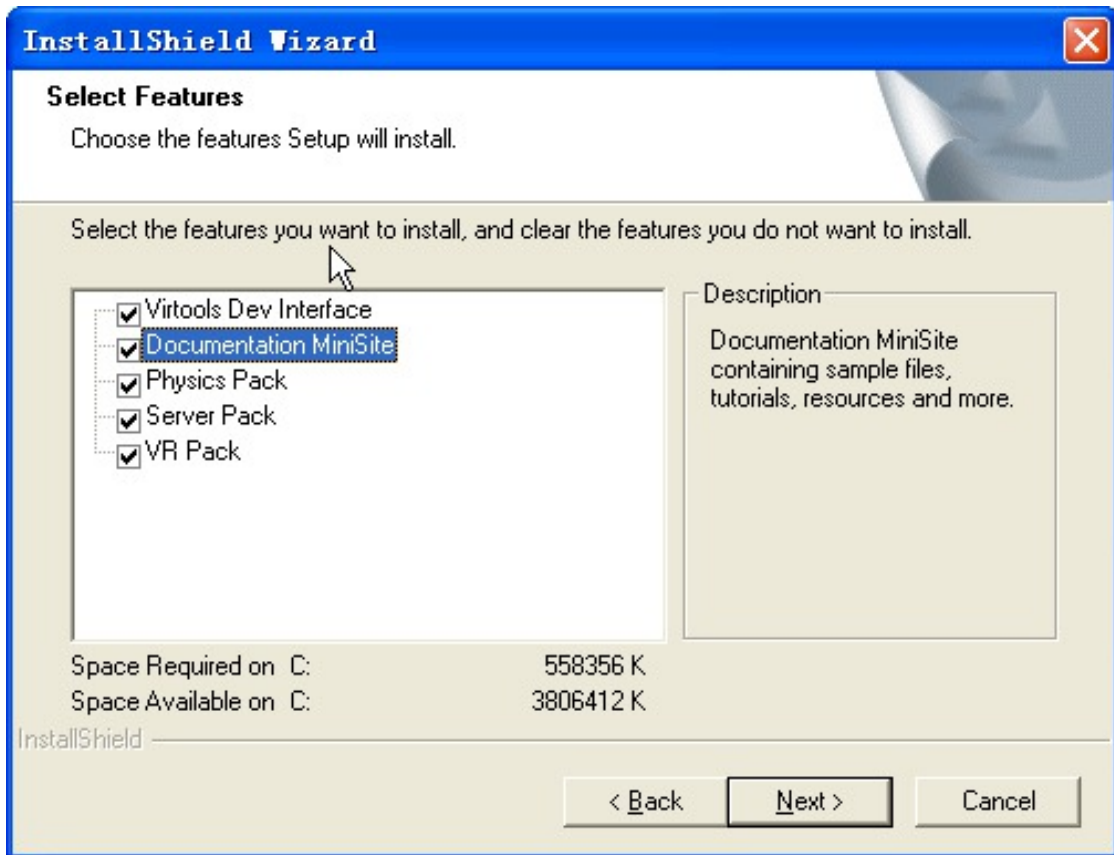 InstallShield Wizard
Select Features
Choose the features Setup will install.
Select the features you want to install, and clear the features you do not want to install.
Virtools Dev Interface
Documentation MiniSite
Physics Pack
Server Pack
VR Pack
Description
Documentation MiniSite
containing sample files,
tutorials, resources and more.
Space Required on C: 558356 K
Space Available on C: 3806412 K
InstallShield
< Back Next > Cancel